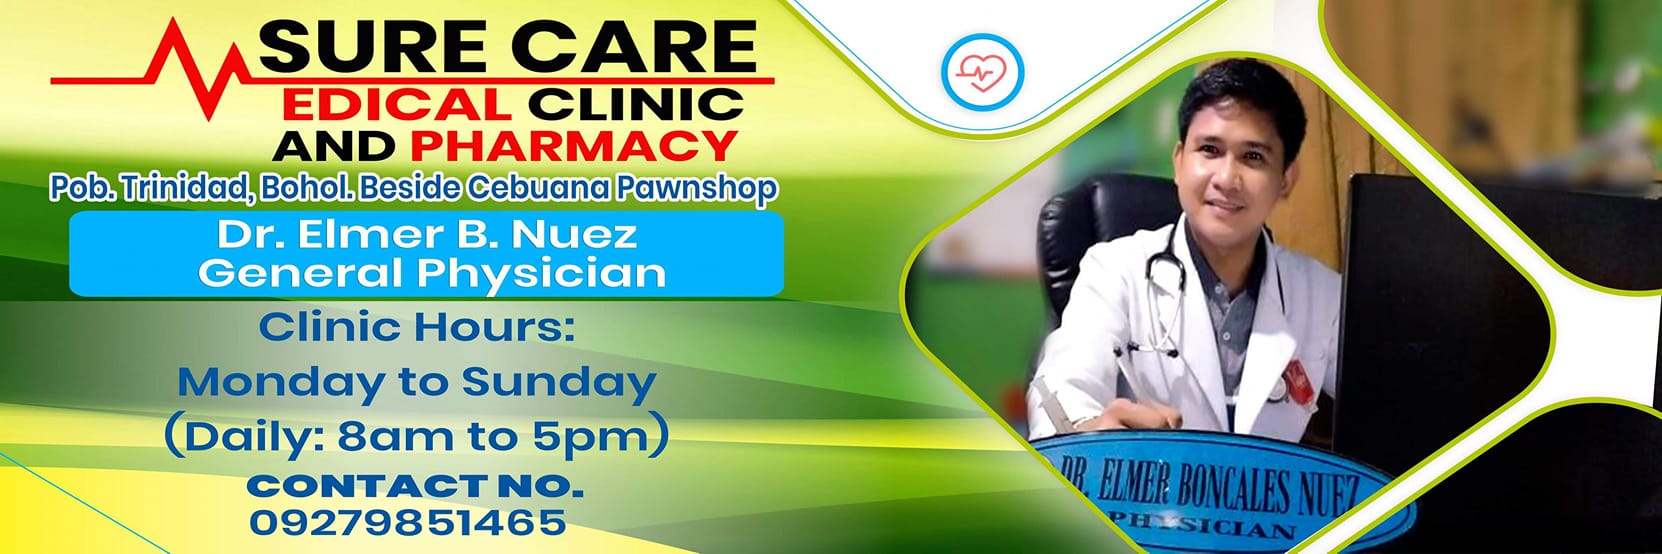 SURE CARE
MEDICAL CLINIC
AND PHARMACY
Pob. Trinidad, Bohol. Beside Cebuana Pawnshop
Dr. Elmer B. Nuez
General Physician
Clinic Hours:
Monday to Sunday
(Daily: 8am to 5pm)
CONTACT NO.
09279851465
DR. ELMER BONCALES NUEZ
PHYSICIAN